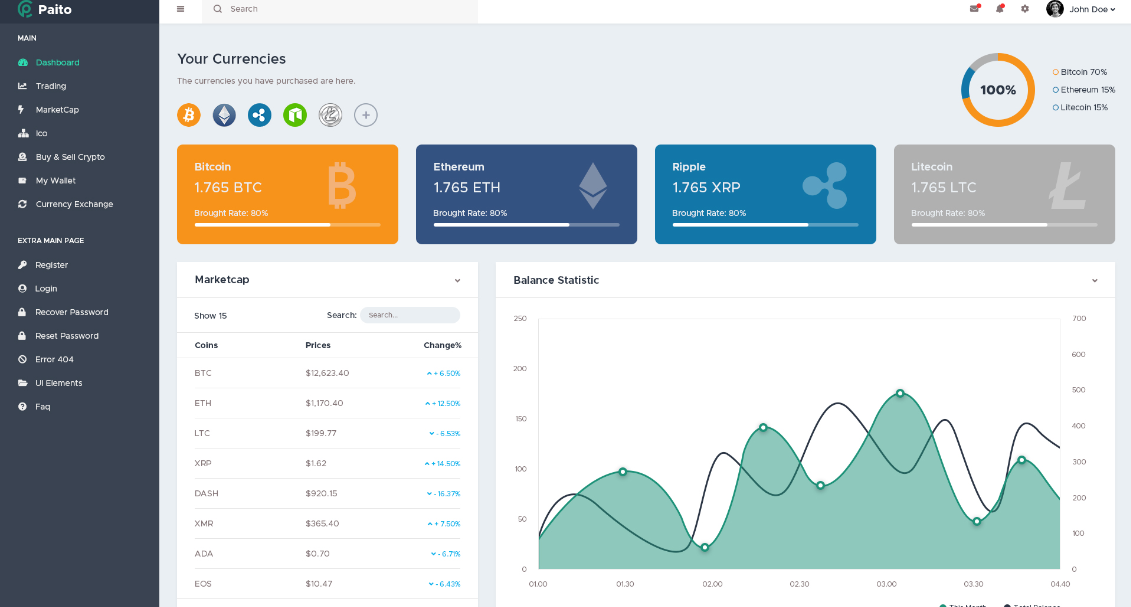 Paito
Search
John Doe
MAIN
Dashboard
Trading
MarketCap
Ico
Buy & Sell Crypto
My Wallet
Currency Exchange
EXTRA MAIN PAGE
Register
Login
Recover Password
Reset Password
Error 404
UI Elements
Faq
Your Currencies
The currencies you have purchased are here.
100%
Bitcoin 70%
Ethereum 15%
Litecoin 15%
Bitcoin
1.765 BTC
Brought Rate: 80%
Ethereum
1.765 ETH
Brought Rate: 80%
Ripple
1.765 XRP
Brought Rate: 80%
Litecoin
1.765 LTC
Brought Rate: 80%
Marketcap
Show 15
Search: Search...
Coins Prices Change%
BTC $12,623.40 + 6.50%
ETH $1,170.40 + 12.50%
LTC $199.77 - 6.53%
XRP $1.62 + 14.50%
DASH $920.15 - 16.37%
XMR $365.40 + 7.50%
ADA $0.70 - 6.71%
EOS $10.47 - 6.43%
Balance Statistic
250
200
150
100
50
0
700
600
500
400
300
200
100
0
01:00 01.30 02.00 02.30 03.00 03.30 04.40
This Month Total Balance